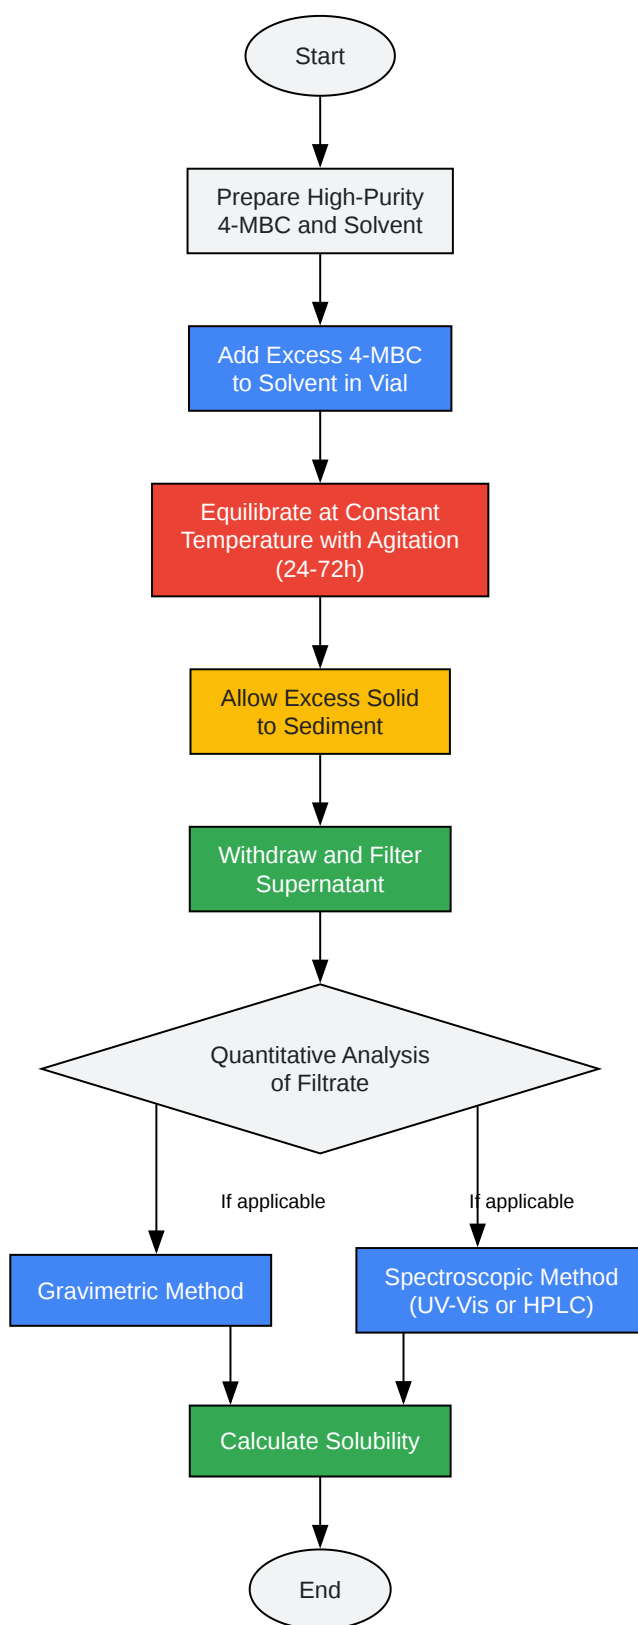 Start
Prepare High-Purity
4-MBC and Solvent
Add Excess 4-MBC
to Solvent in Vial
Equilibrate at Constant
Temperature with Agitation
(24-72h)
Allow Excess Solid
to Sediment
Withdraw and Filter
Supernatant
Quantitative Analysis
of Filtrate
If applicable
If applicable
Gravimetric Method
Spectroscopic Method
(UV-Vis or HPLC)
Calculate Solubility
End